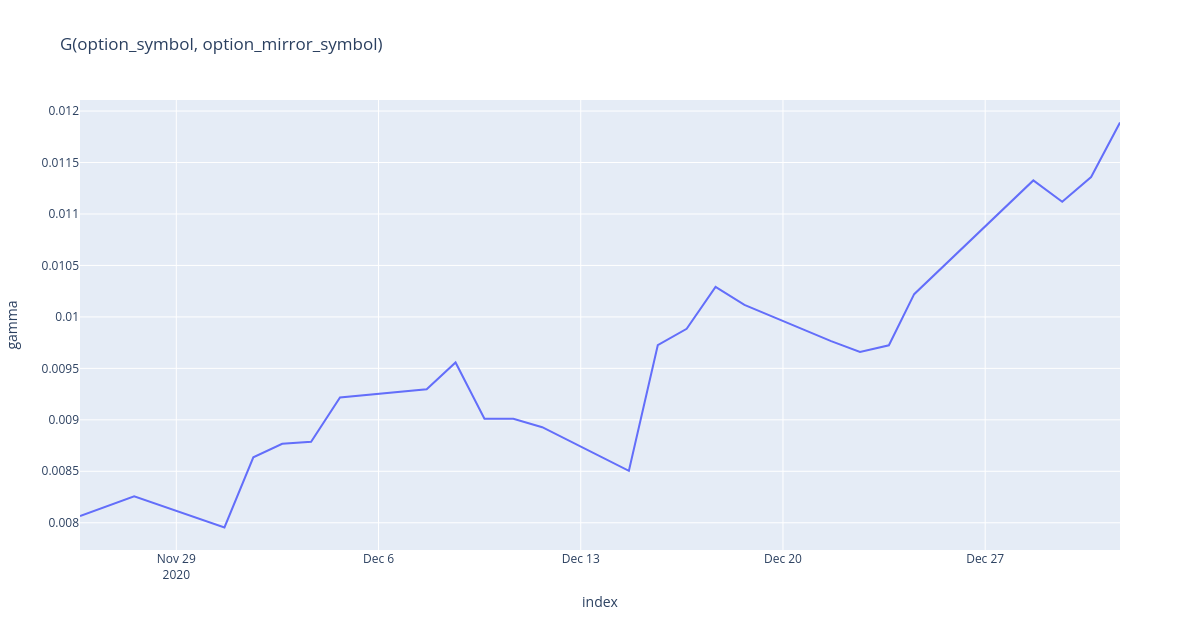 G(option_symbol, option_mirror_symbol)
0.012
0.0115
0.011
0.0105
0.01
0.0095
0.009
0.0085
0.008
gamma
Nov 29
2020
Dec 6
Dec 13
Dec 20
Dec 27
index